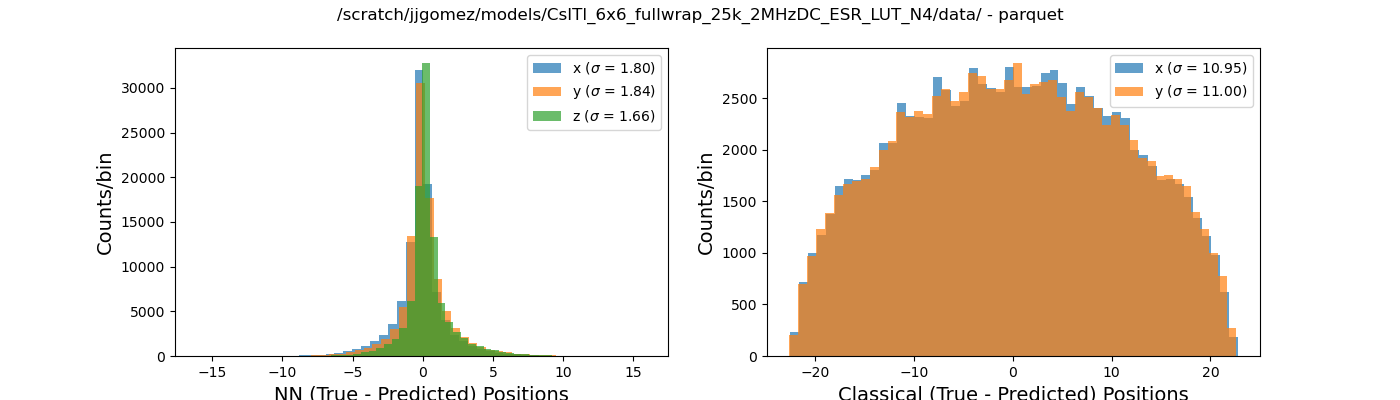 /scratch/jjgomez/models/CsITl_6x6_fullwrap_25k_2MHzDC_ESR_LUT_N4/data/ - parquet
x (σ = 1.80)
y (σ = 1.84)
z (σ = 1.66)
Counts/bin
30000
25000
20000
15000
10000
5000
0
−15 −10 −5 0 5 10 15
NN (True - Predicted) Positions
x (σ = 10.95)
y (σ = 11.00)
Counts/bin
2500
2000
1500
1000
500
0
−20 −10 0 10 20
Classical (True - Predicted) Positions